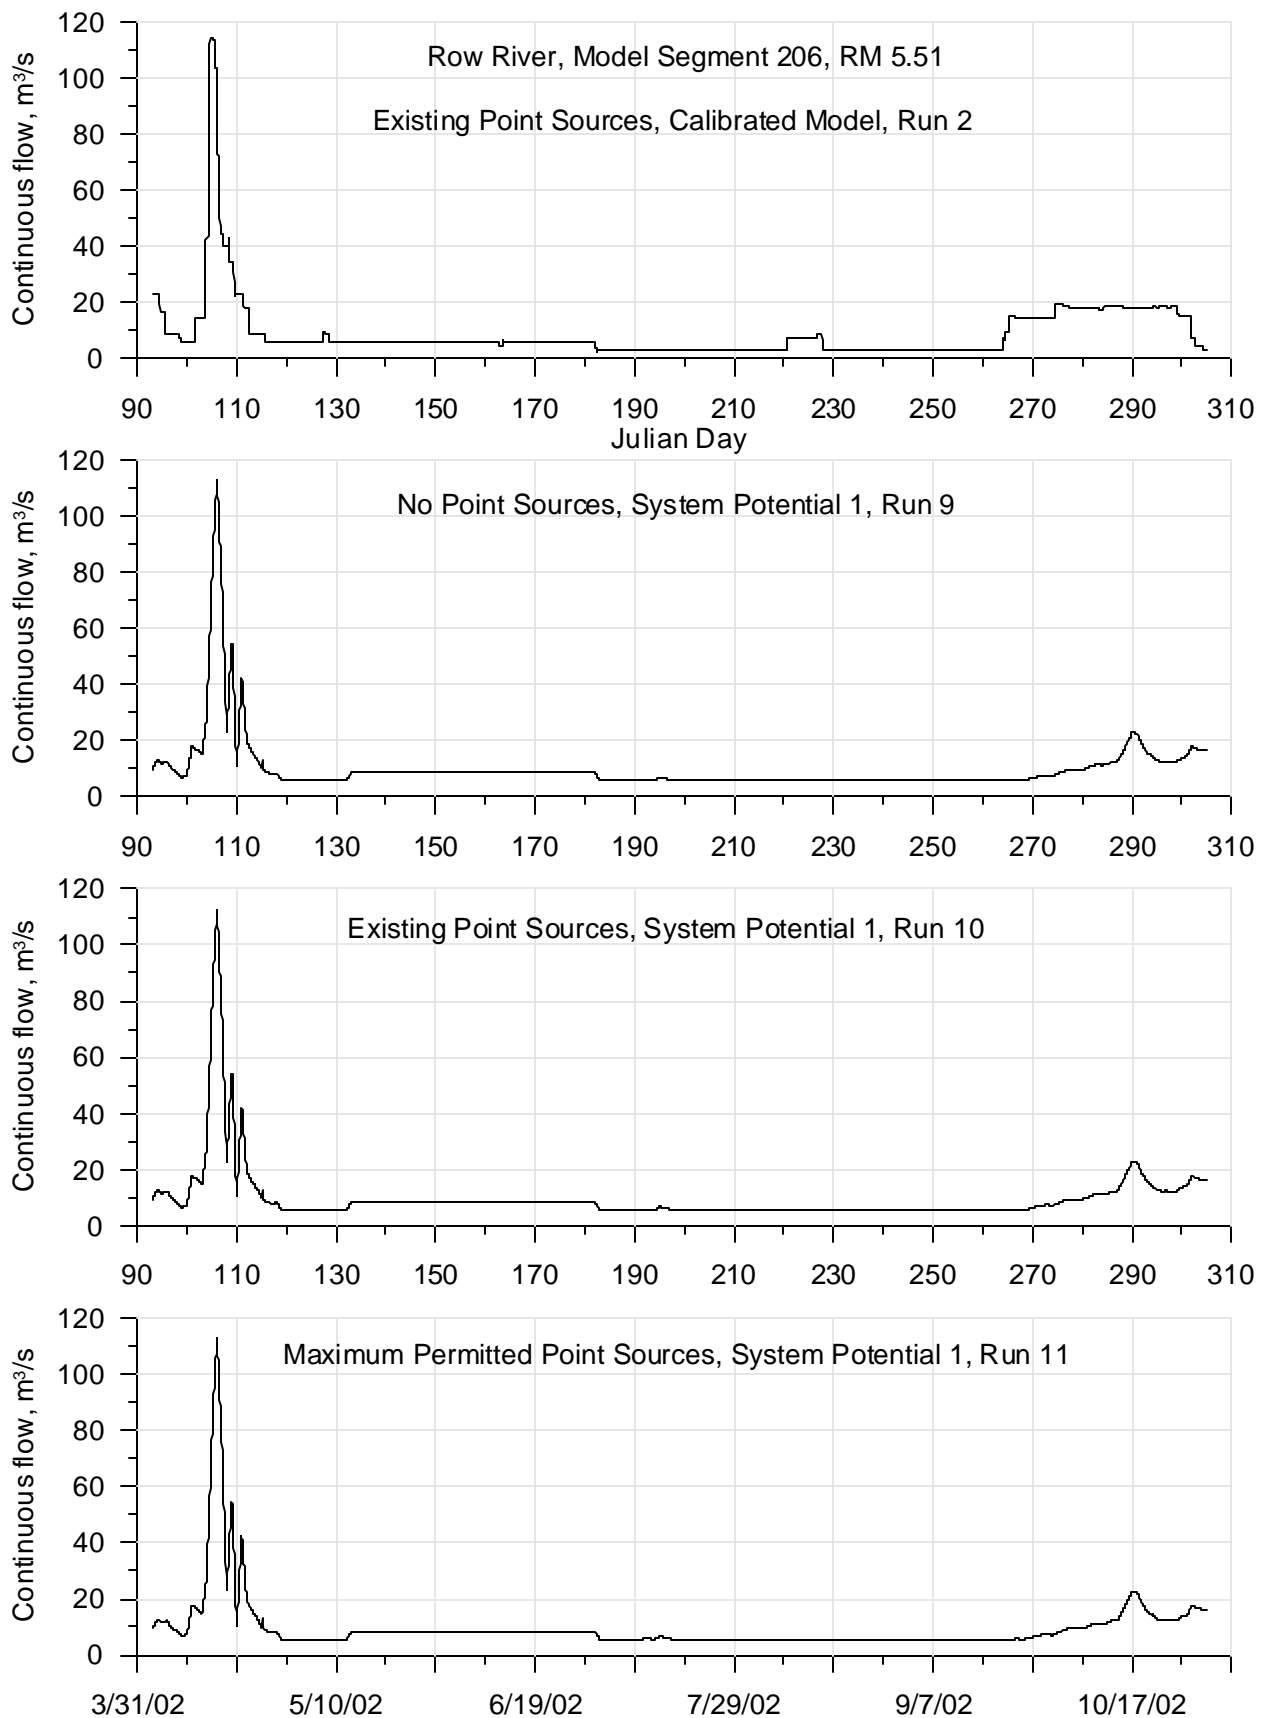 120
Row River, Model Segment 206, RM 5.51
100
Existing Point Sources, Calibrated Model, Run 2
80
60
40
20
0
Continuous flow, m³/s
90 110 130 150 170 190 210 230 250 270 290 310
Julian Day
120
No Point Sources, System Potential 1, Run 9
100
80
60
40
20
0
Continuous flow, m³/s
90 110 130 150 170 190 210 230 250 270 290 310
120
Existing Point Sources, System Potential 1, Run 10
100
80
60
40
20
0
Continuous flow, m³/s
90 110 130 150 170 190 210 230 250 270 290 310
120
Maximum Permitted Point Sources, System Potential 1, Run 11
100
80
60
40
20
0
Continuous flow, m³/s
3/31/02 5/10/02 6/19/02 7/29/02 9/7/02 10/17/02